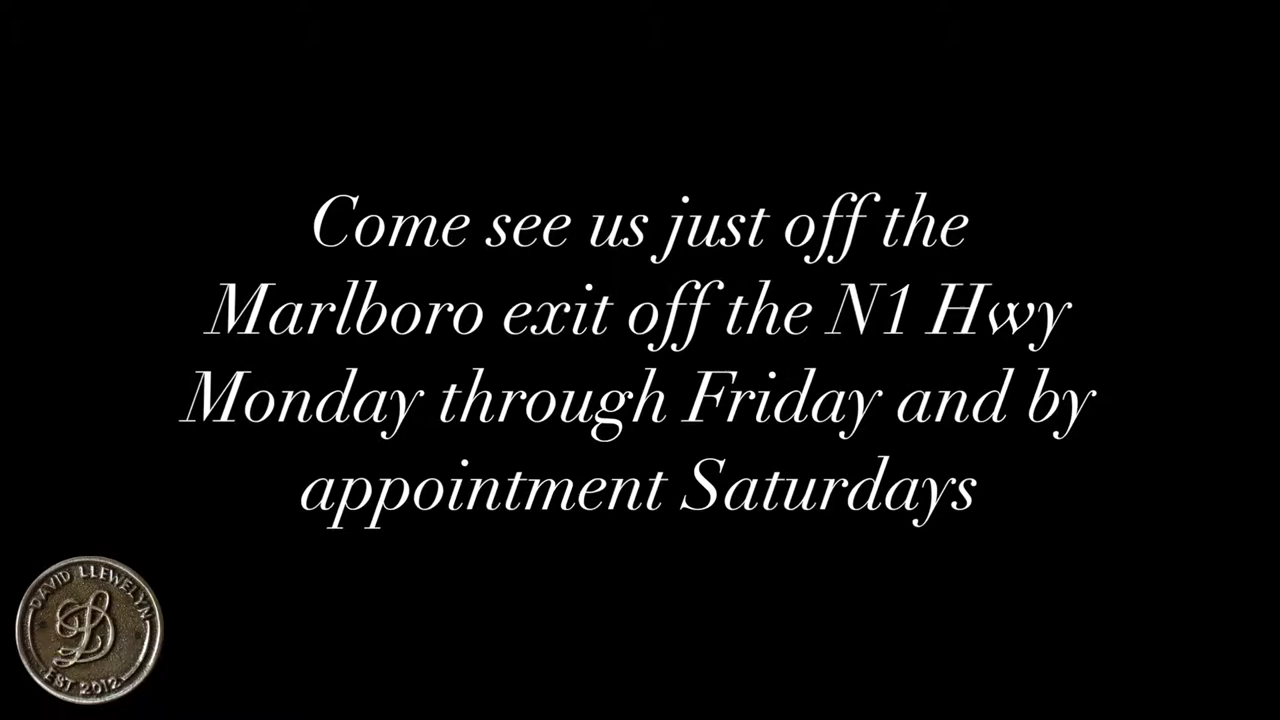 Come see us just off the
Marlboro exit off the N1 Hwy
Monday through Friday and by
appointment Saturdays
DAVID LLEWELYN
EST 2012